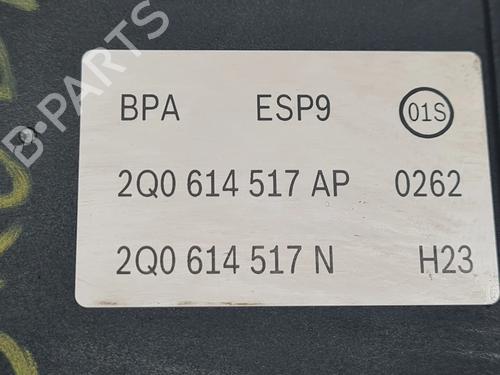 B-PARTS
BPA ESP9 01S
2Q0 614 517 AP 0262
2Q0 614 517 N H23